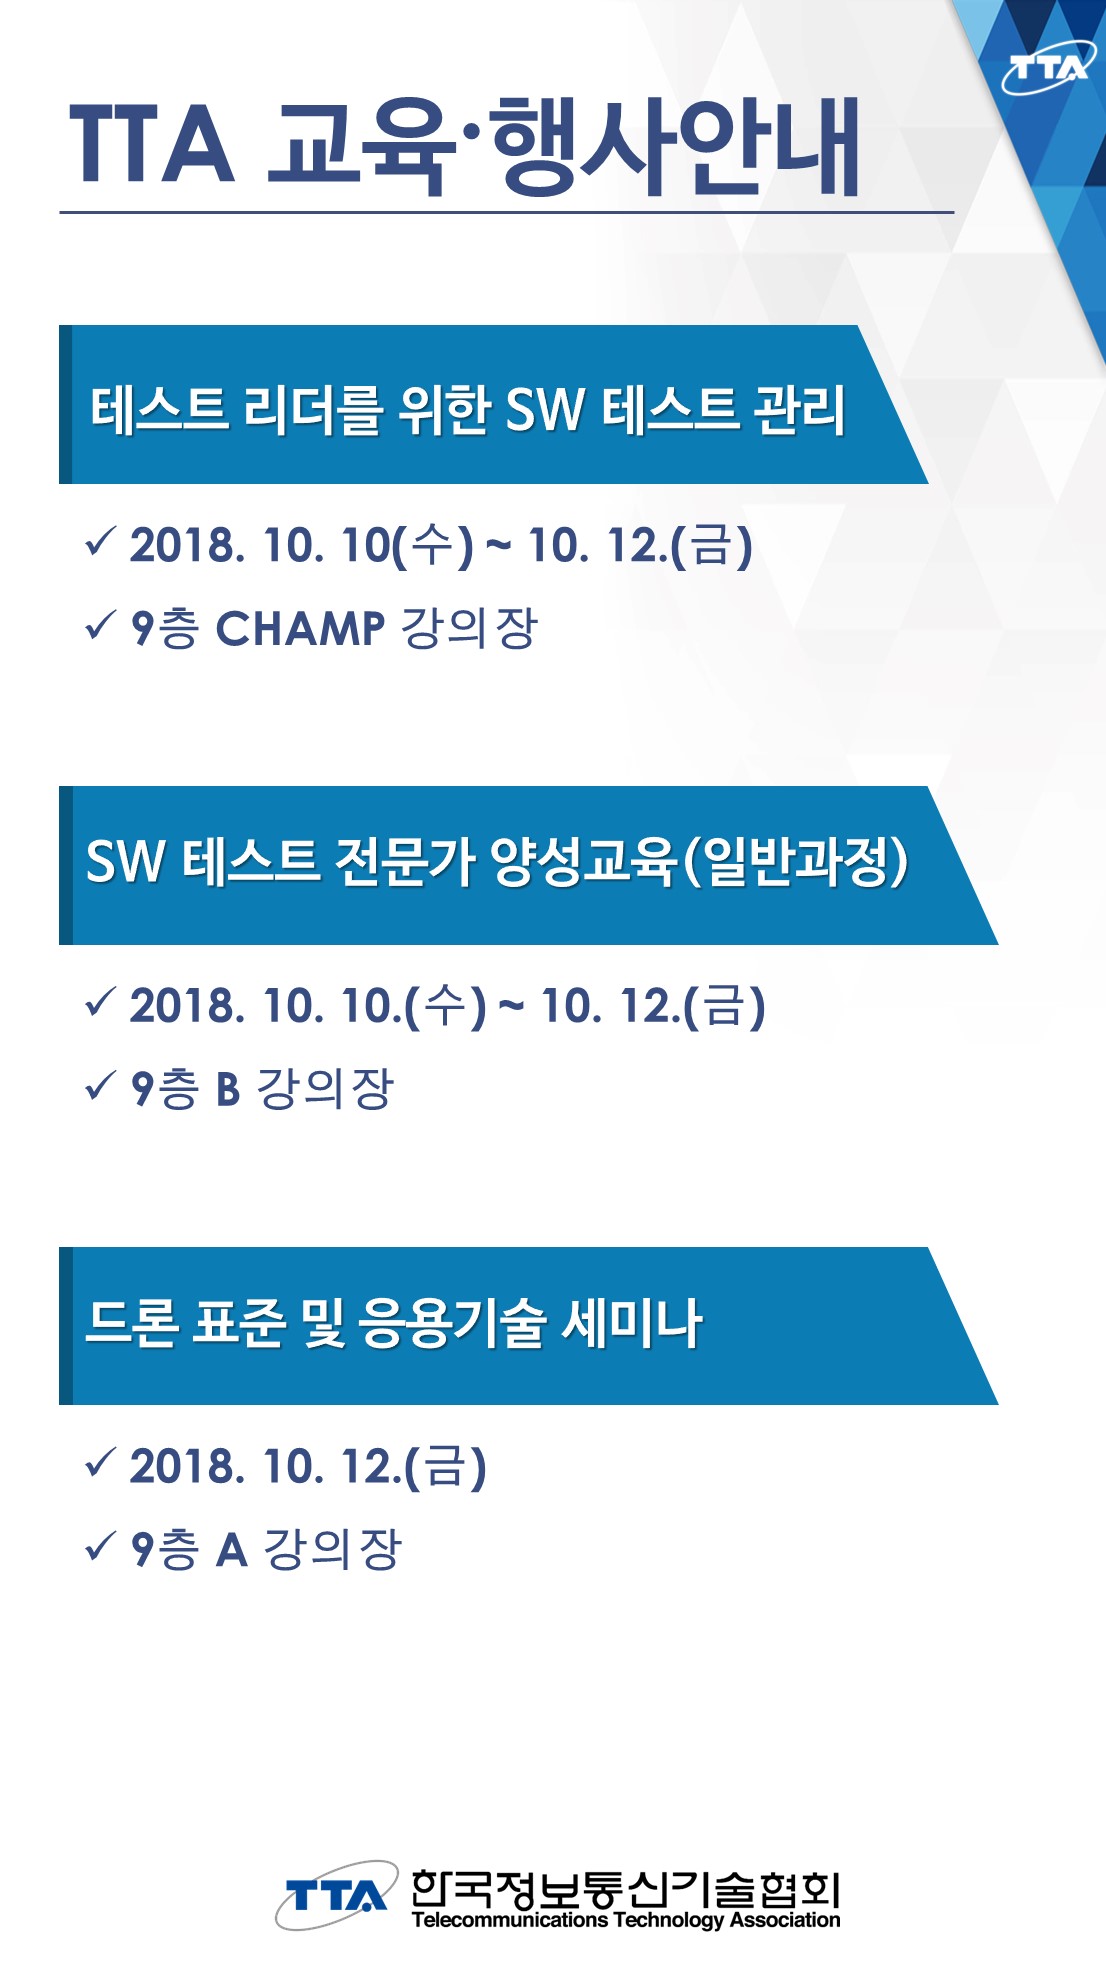 TTA
TTA 교육·행사안내
테스트 리더를 위한 SW 테스트 관리
✓ 2018. 10. 10(수) ~ 10. 12.(금)
✓ 9층 CHAMP 강의장
SW 테스트 전문가 양성교육(일반과정)
✓ 2018. 10. 10.(수) ~ 10. 12.(금)
✓ 9층 B 강의장
드론 표준 및 응용기술 세미나
✓ 2018. 10. 12.(금)
✓ 9층 A 강의장
TTA 한국정보통신기술협회
Telecommunications Technology Association